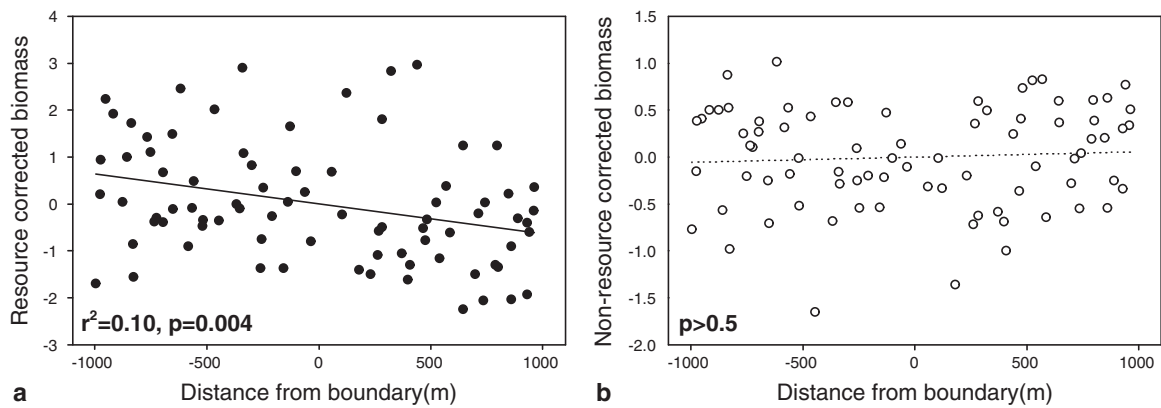 Resource corrected biomass
4
3
2
1
0
-1
-2
-3
r²=0.10, p=0.004
-1000 -500 0 500 1000
a Distance from boundary(m)
Non-resource corrected biomass
1.5
1.0
0.5
0.0
-0.5
-1.0
-1.5
-2.0
p>0.5
-1000 -500 0 500 1000
b Distance from boundary(m)